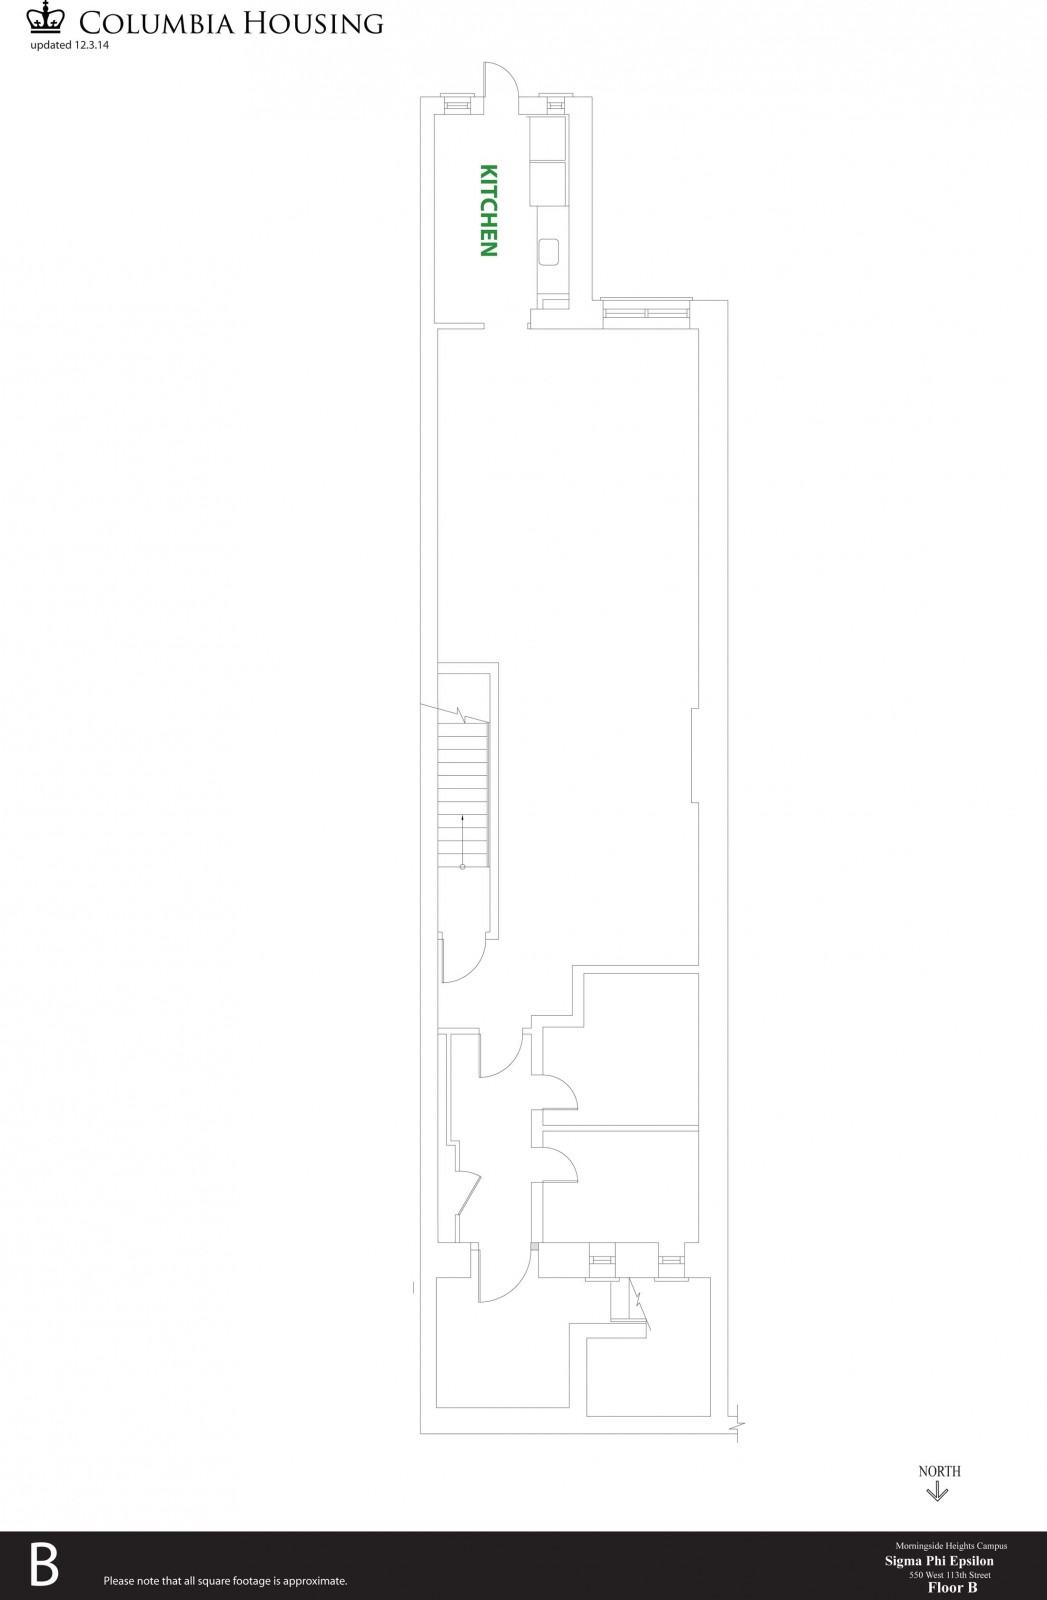 COLUMBIA HOUSING
updated 12.3.14
KITCHEN
NORTH
B
Please note that all square footage is approximate.
Morningside Heights Campus
Sigma Phi Epsilon
550 West 113th Street
Floor B